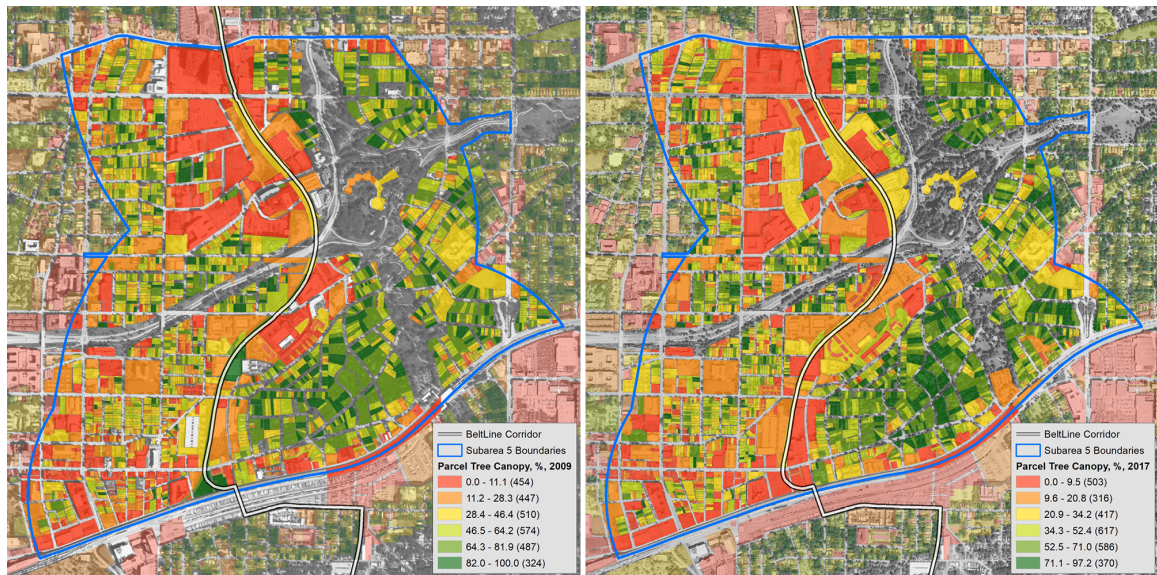 BeltLine Corridor
Subarea 5 Boundaries
Parcel Tree Canopy, %, 2009
0.0 - 11.1 (454)
11.2 - 28.3 (447)
28.4 - 46.4 (510)
46.5 - 64.2 (574)
64.3 - 81.9 (487)
82.0 - 100.0 (324)
BeltLine Corridor
Subarea 5 Boundaries
Parcel Tree Canopy, %, 2017
0.0 - 9.5 (503)
9.6 - 20.8 (316)
20.9 - 34.2 (417)
34.3 - 52.4 (617)
52.5 - 71.0 (586)
71.1 - 97.2 (370)